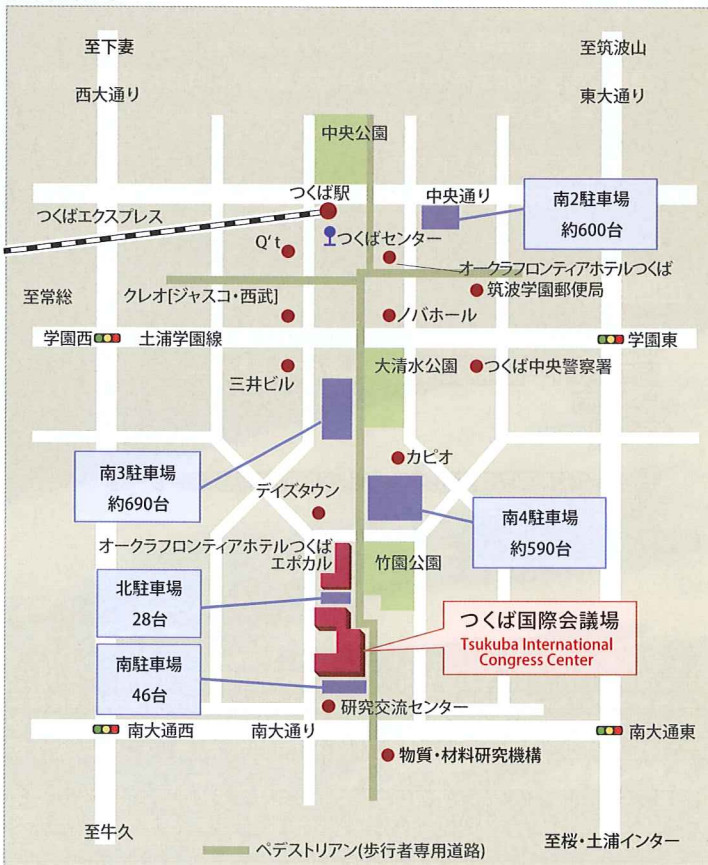 至下妻
至筑波山
西大通り
東大通り
中央公園
つくば駅
中央通り
南2駐車場
約600台
つくばエクスプレス
つくばセンター
Q't
オークラフロンティアホテルつくば
至常総
クレオ[ジャスコ・西武]
筑波学園郵便局
ノバホール
学園西
土浦学園線
学園東
大清水公園
つくば中央警察署
三井ビル
南3駐車場
約690台
カピオ
デイズタウン
南4駐車場
約590台
オークラフロンティアホテルつくば
エポカル
竹園公園
北駐車場
28台
つくば国際会議場
Tsukuba International
Congress Center
南駐車場
46台
研究交流センター
南大通西
南大通り
南大通東
物質・材料研究機構
至牛久
至桜・土浦インター
ペデストリアン(歩行者専用道路)